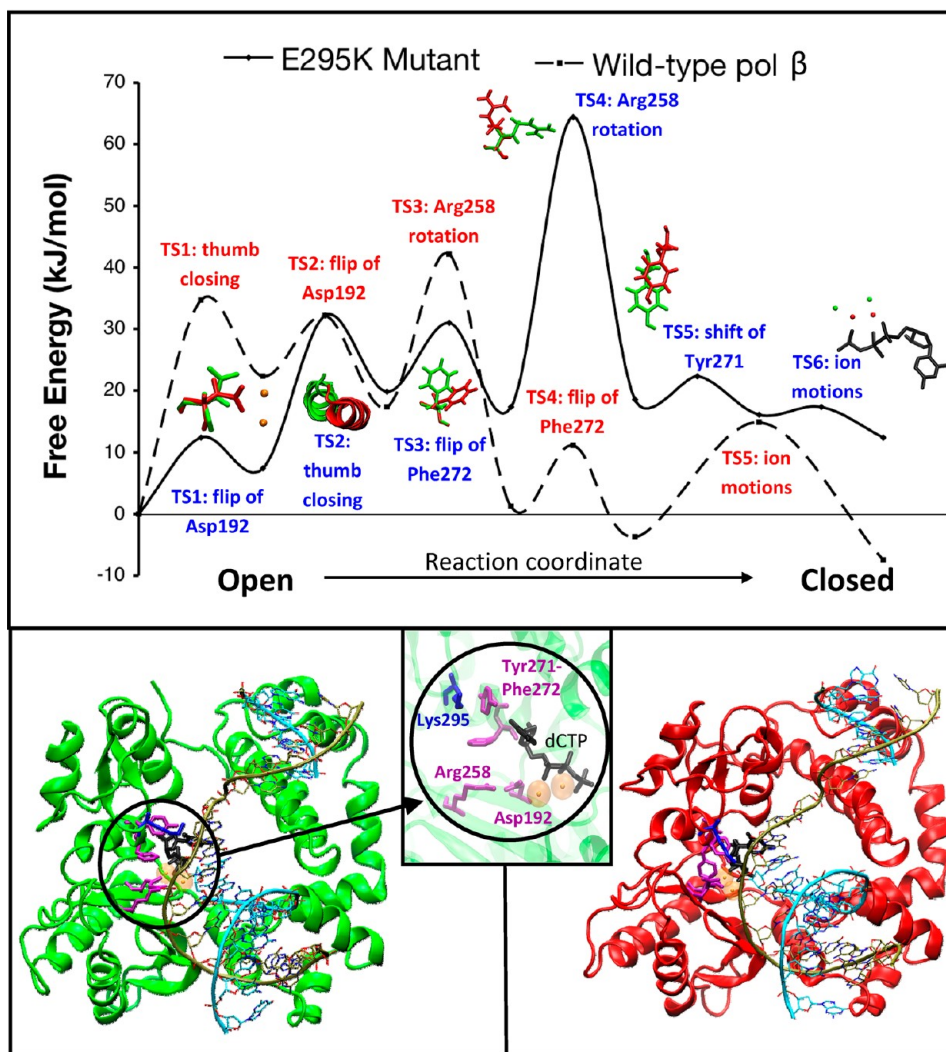 E295K Mutant
Wild-type pol β
Free Energy (kJ/mol)
70
60
50
40
30
20
10
0
-10
TS4: Arg258
rotation
TS3: Arg258
rotation
TS1: thumb
closing
TS2: flip of
Asp192
TS5: shift of
Tyr271
TS6: ion
motions
TS4: flip of
Phe272
TS1: flip of
Asp192
TS2:
thumb
closing
TS3: flip of
Phe272
TS5: ion
motions
Open
Reaction coordinate
Closed
Tyr271-
Phe272
Lys295
dCTP
Arg258
Asp192